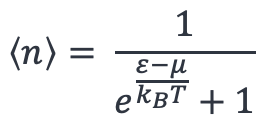 ⟨n⟩ = 1 / (e^((ε−μ)/(k_B T)) + 1)